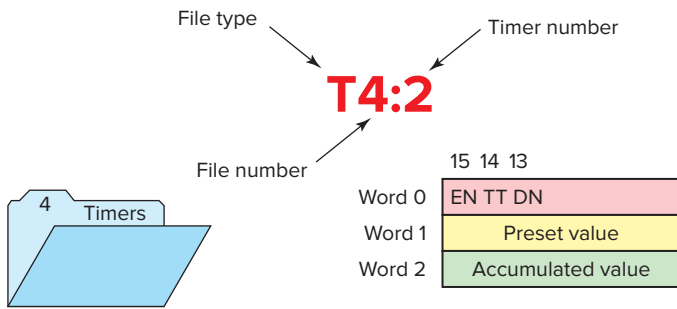 File type
Timer number
T4:2
File number
15 14 13
4
Timers
Word 0 EN TT DN
Word 1 Preset value
Word 2 Accumulated value